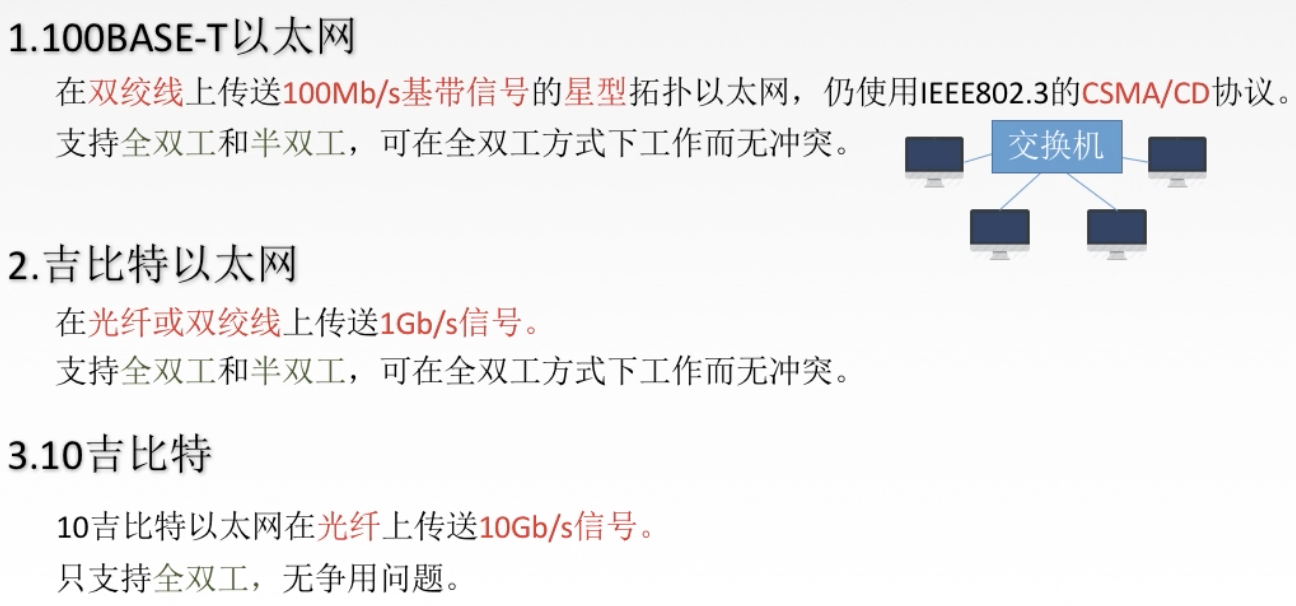 1.100BASE-T以太网
在双绞线上传送100Mb/s基带信号的星型拓扑以太网，仍使用IEEE802.3的CSMA/CD协议。
支持全双工和半双工，可在全双工方式下工作而无冲突。
交换机
2.吉比特以太网
在光纤或双绞线上传送1Gb/s信号。
支持全双工和半双工，可在全双工方式下工作而无冲突。
3.10吉比特
10吉比特以太网在光纤上传送10Gb/s信号。
只支持全双工，无争用问题。